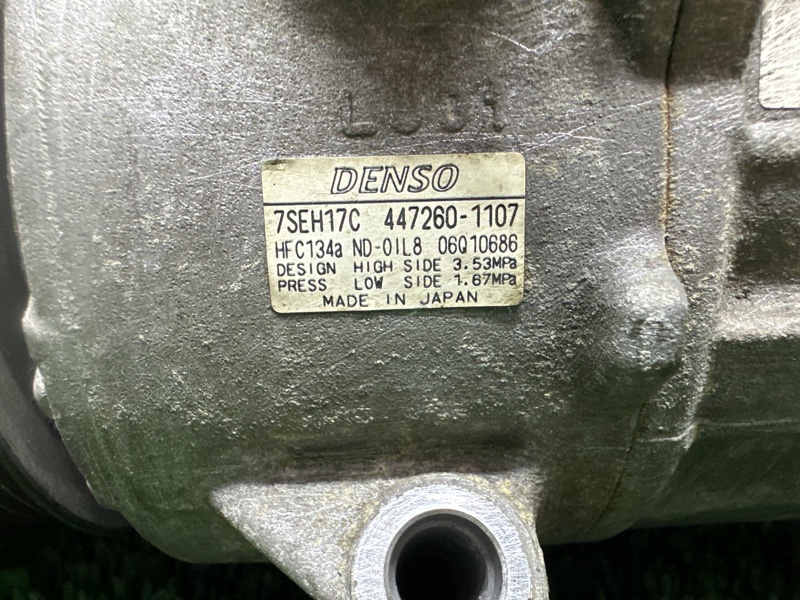 DENSO
7SEH17C 447260-1107
HFC134a ND-OIL8 06Q10686
DESIGN HIGH SIDE 3.53MPa
PRESS LOW SIDE 1.67MPa
MADE IN JAPAN